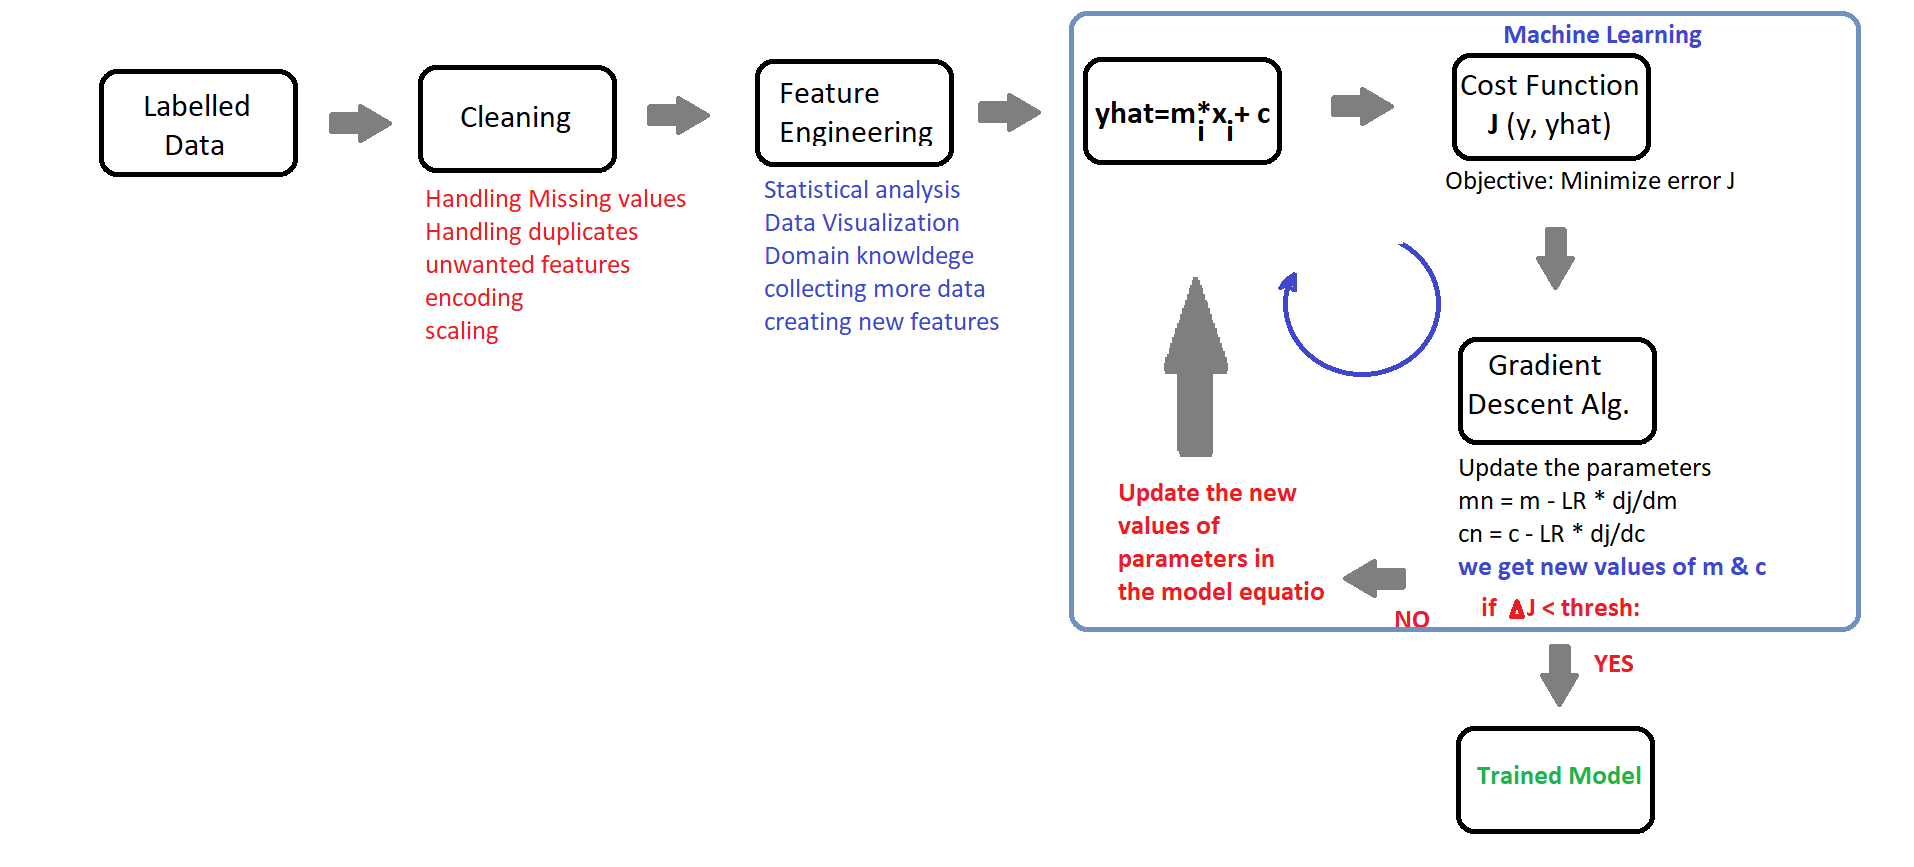 Labelled
Data
Cleaning
Handling Missing values
Handling duplicates
unwanted features
encoding
scaling
Feature
Engineering
Statistical analysis
Data Visualization
Domain knowldege
collecting more data
creating new features
Machine Learning
yhat=mᵢ*xᵢ+ c
Cost Function
J (y, yhat)
Objective: Minimize error J
Gradient
Descent Alg.
Update the parameters
mn = m - LR * dj/dm
cn = c - LR * dj/dc
we get new values of m & c
if ΔJ < thresh:
NO
Update the new
values of
parameters in
the model equatio
YES
Trained Model